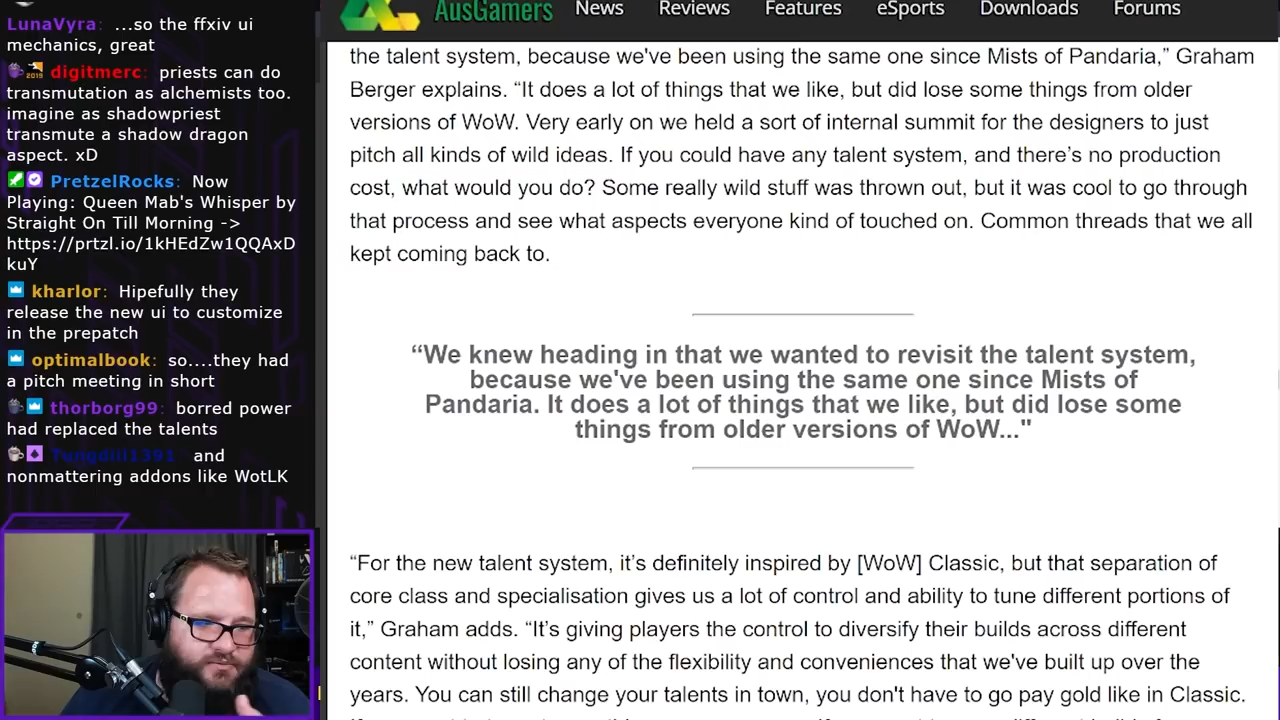 LunaVyra: ...so the ffxiv ui
mechanics, great
digitmerc: priests can do
transmutation as alchemists too.
imagine as shadowpriest
transmute a shadow dragon
aspect. xD
PretzelRocks: Now
Playing: Queen Mab's Whisper by
Straight On Till Morning ->
https://prtzl.io/1kHEdZw1QQAxD
kuY
kharlor: Hipefully they
release the new ui to customize
in the prepatch
optimalbook: so....they had
a pitch meeting in short
thorborg99: borred power
had replaced the talents
and
nonmattering addons like WotLK
AusGamers
News Reviews Features eSports Downloads Forums
the talent system, because we've been using the same one since Mists of Pandaria,” Graham
Berger explains. “It does a lot of things that we like, but did lose some things from older
versions of WoW. Very early on we held a sort of internal summit for the designers to just
pitch all kinds of wild ideas. If you could have any talent system, and there’s no production
cost, what would you do? Some really wild stuff was thrown out, but it was cool to go through
that process and see what aspects everyone kind of touched on. Common threads that we all
kept coming back to.
“We knew heading in that we wanted to revisit the talent system,
because we've been using the same one since Mists of
Pandaria. It does a lot of things that we like, but did lose some
things from older versions of WoW..."
“For the new talent system, it’s definitely inspired by [WoW] Classic, but that separation of
core class and specialisation gives us a lot of control and ability to tune different portions of
it,” Graham adds. “It’s giving players the control to diversify their builds across different
content without losing any of the flexibility and conveniences that we've built up over the
years. You can still change your talents in town, you don't have to go pay gold like in Classic.